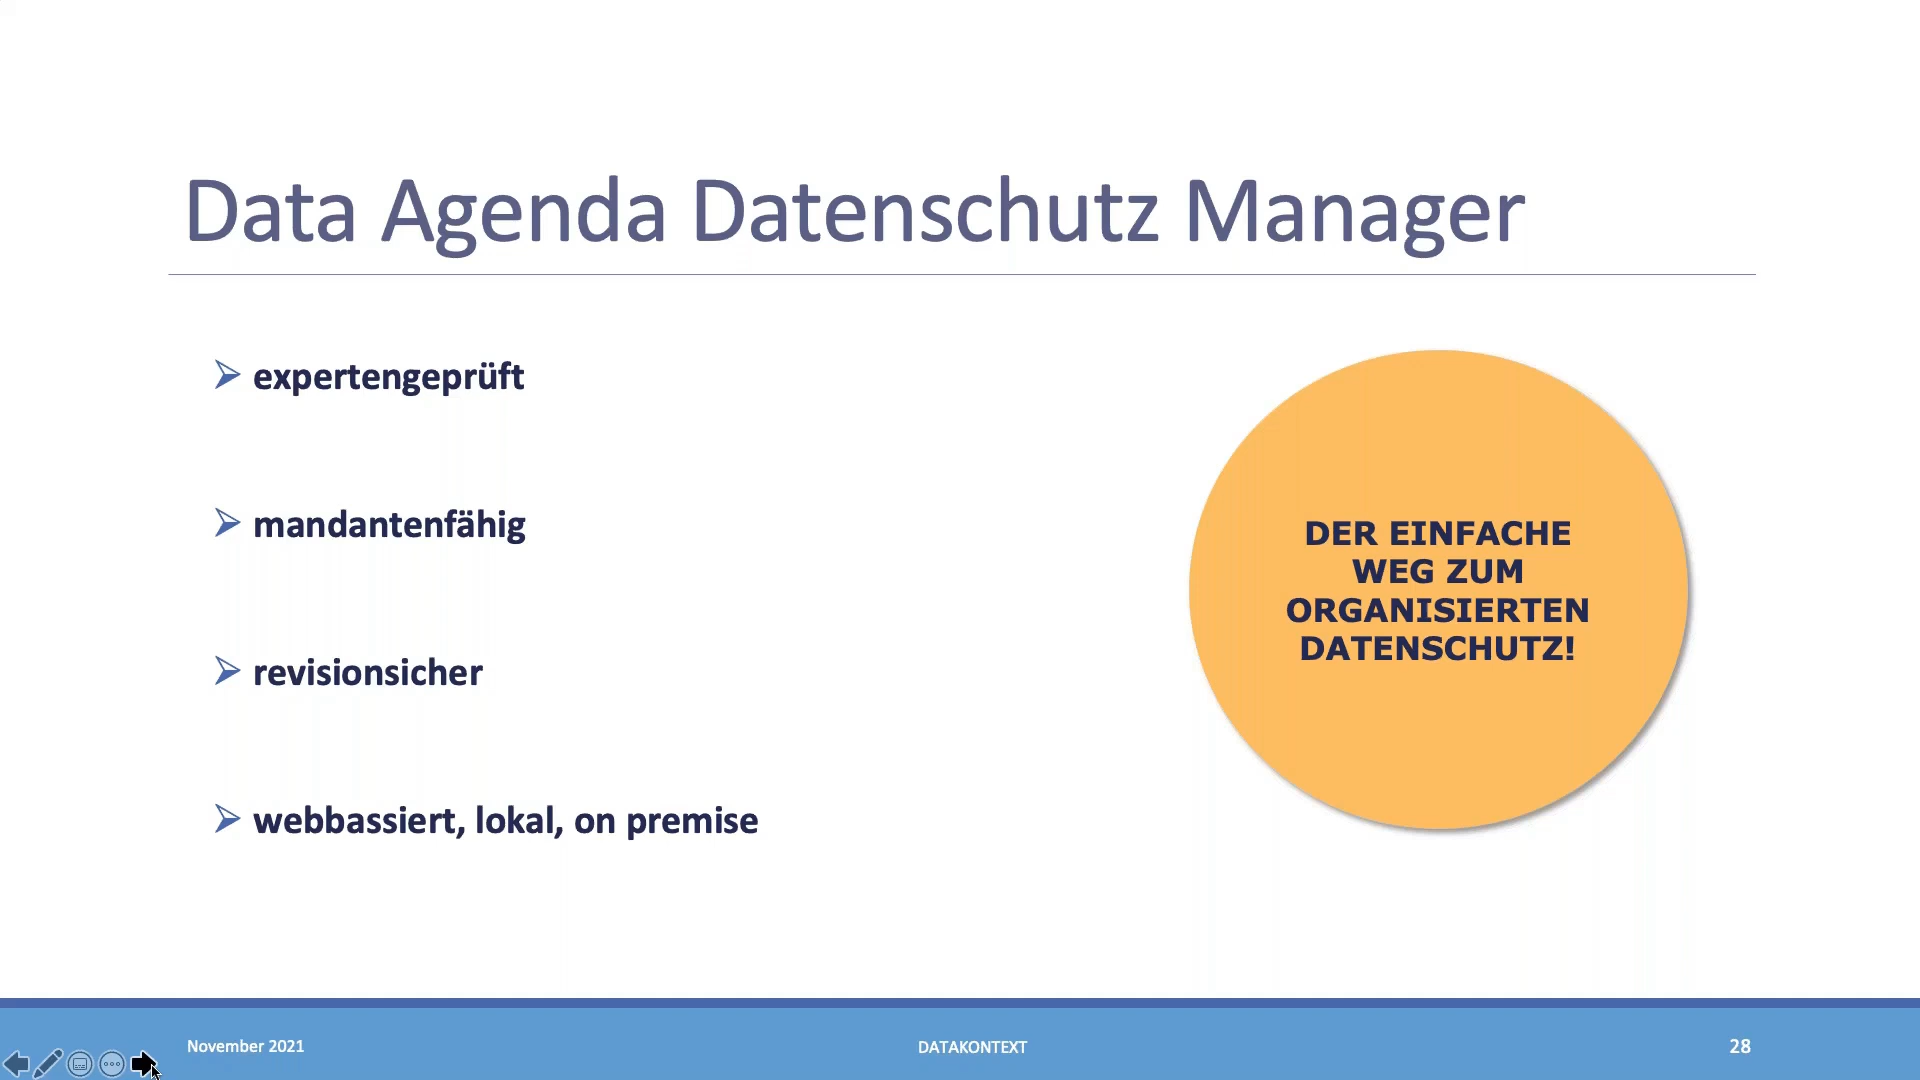 Data Agenda Datenschutz Manager
expertengeprüft
mandantenfähig
revisionsicher
webbassiert, lokal, on premise
DER EINFACHE
WEG ZUM
ORGANISIERTEN
DATENSCHUTZ!
November 2021
DATAKONTEXT
28